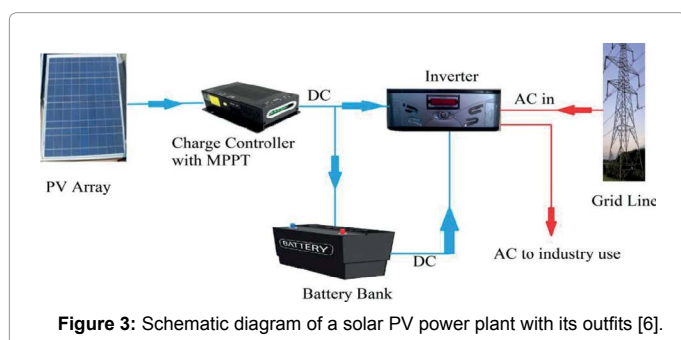 DC
Inverter
AC in
Charge Controller
with MPPT
PV Array
Grid Line
BATTERY
DC
AC to industry use
Battery Bank
Figure 3: Schematic diagram of a solar PV power plant with its outfits [6].